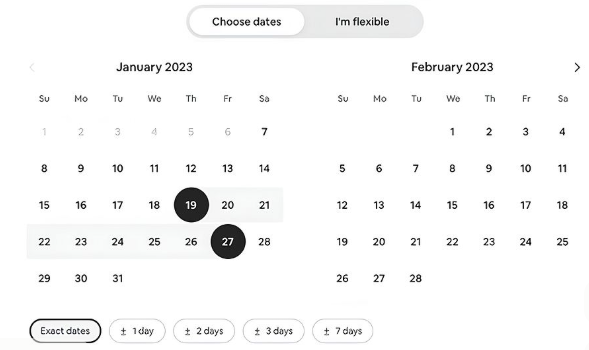 Choose dates I'm flexible
January 2023
Su Mo Tu We Th Fr Sa
1 2 3 4 5 6 7
8 9 10 11 12 13 14
15 16 17 18 19 20 21
22 23 24 25 26 27 28
29 30 31
February 2023
Su Mo Tu We Th Fr Sa
1 2 3 4
5 6 7 8 9 10 11
12 13 14 15 16 17 18
19 20 21 22 23 24 25
26 27 28
Exact dates ± 1 day ± 2 days ± 3 days ± 7 days